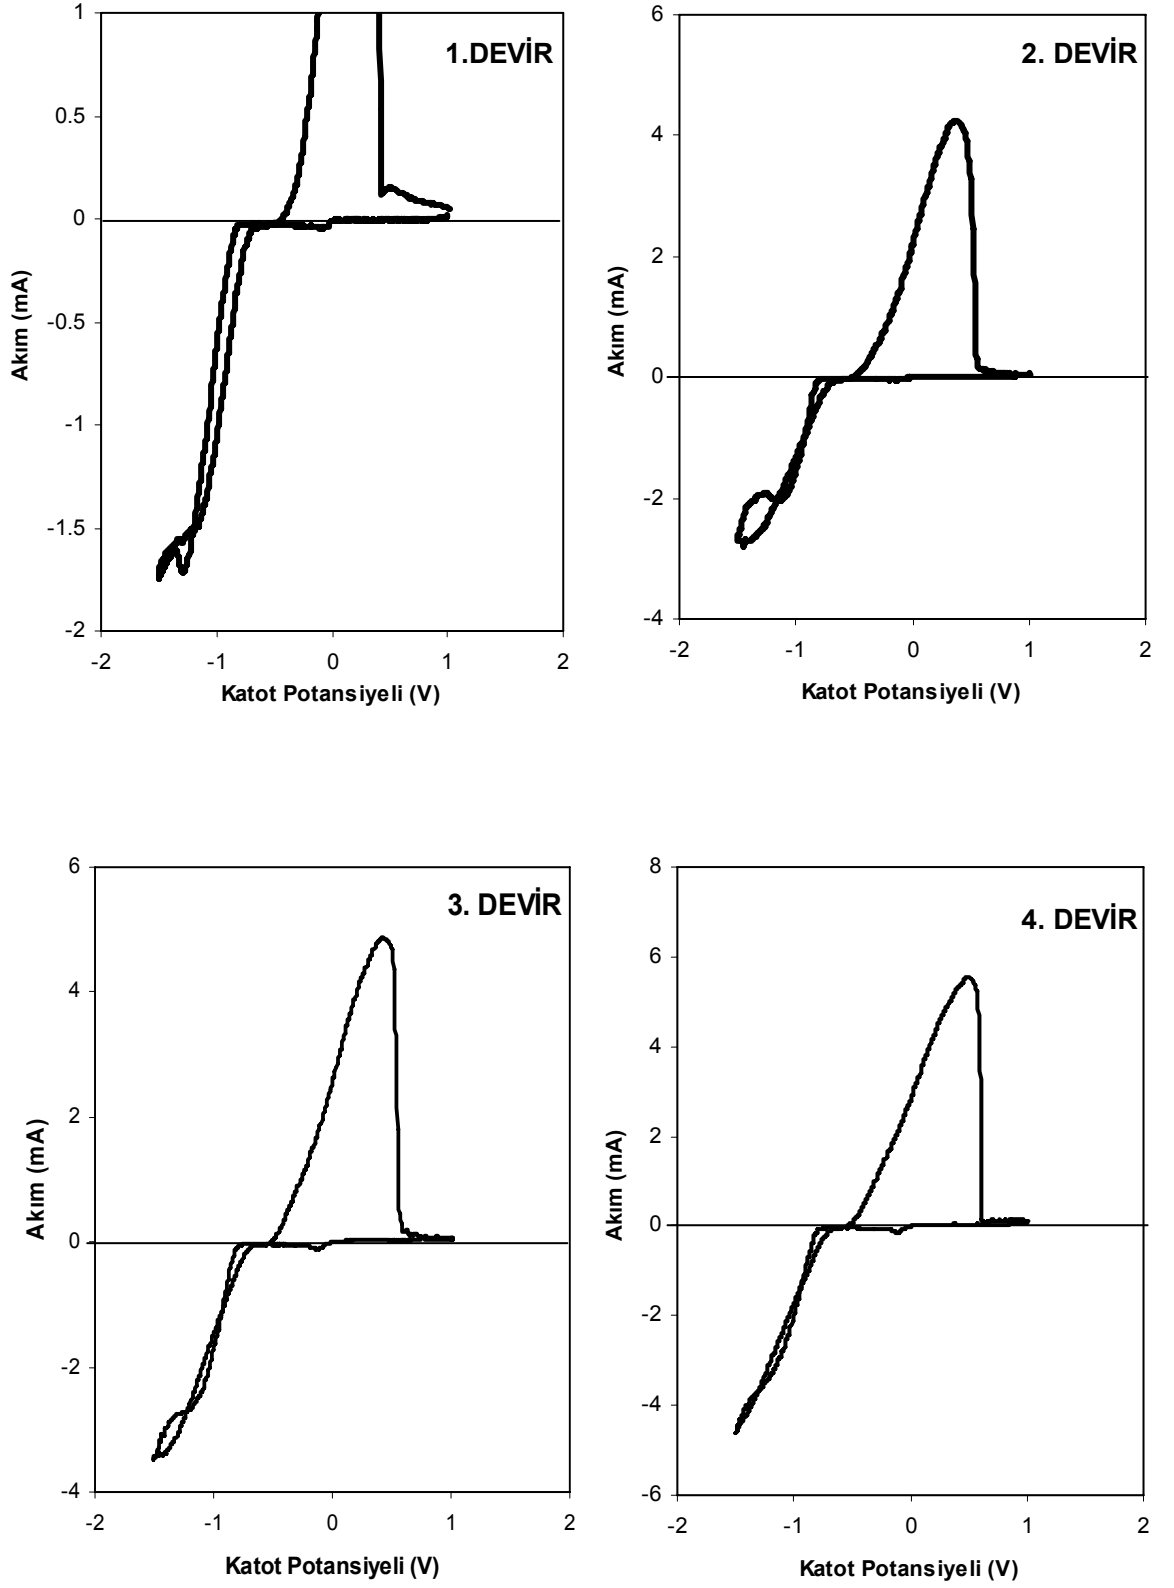 1.DEVİR
1
0.5
0
-0.5
-1
-1.5
-2
-2 -1 0 1 2
Akım (mA)
Katot Potansiyeli (V)
2. DEVİR
6
4
2
0
-2
-4
-2 -1 0 1 2
Akım (mA)
Katot Potansiyeli (V)
3. DEVİR
6
4
2
0
-2
-4
-2 -1 0 1 2
Akım (mA)
Katot Potansiyeli (V)
4. DEVİR
8
6
4
2
0
-2
-4
-6
-2 -1 0 1 2
Akım (mA)
Katot Potansiyeli (V)